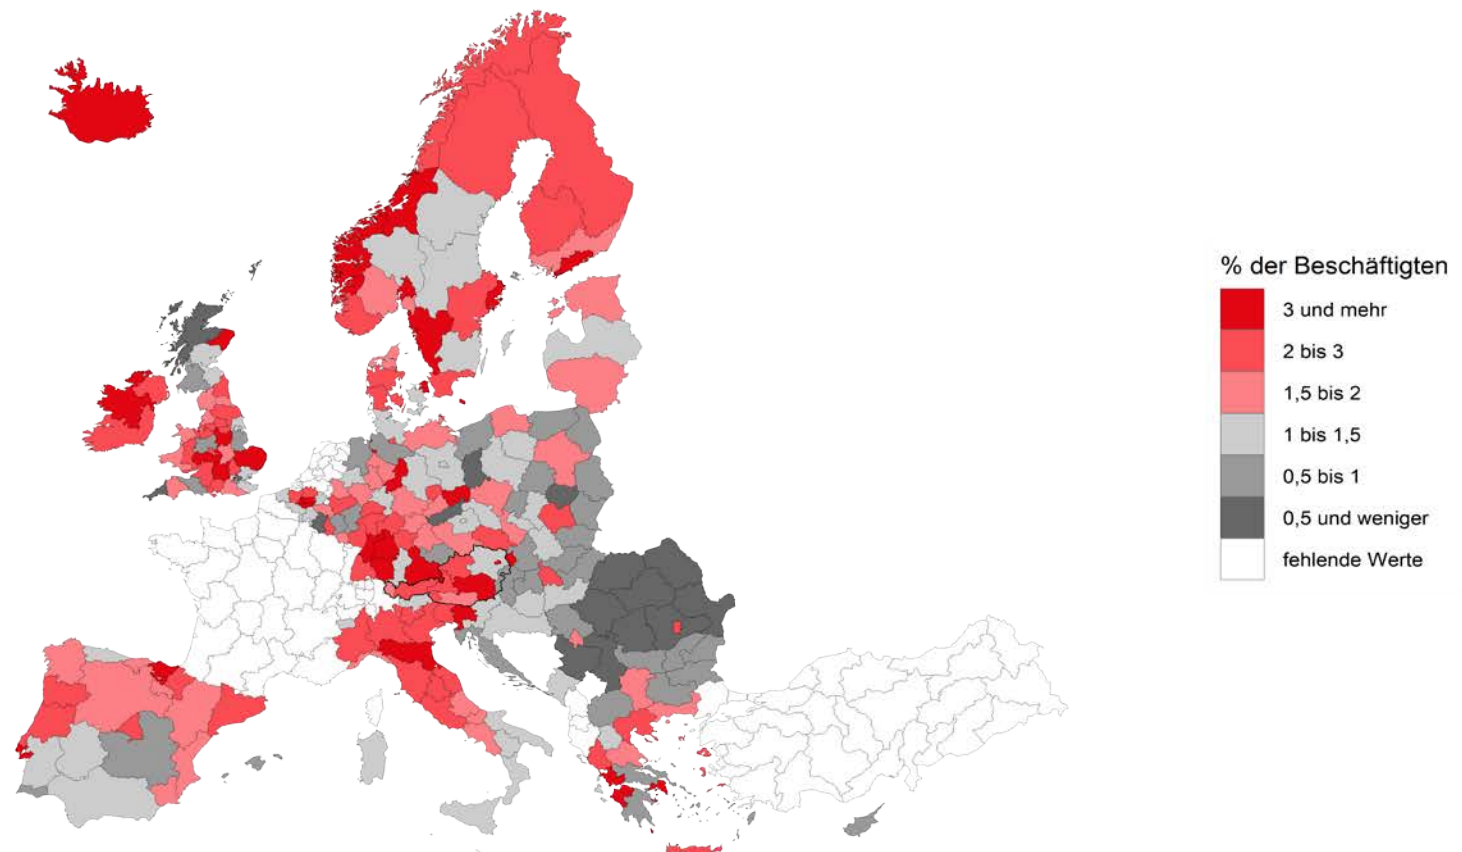 % der Beschäftigten
3 und mehr
2 bis 3
1,5 bis 2
1 bis 1,5
0,5 bis 1
0,5 und weniger
fehlende Werte